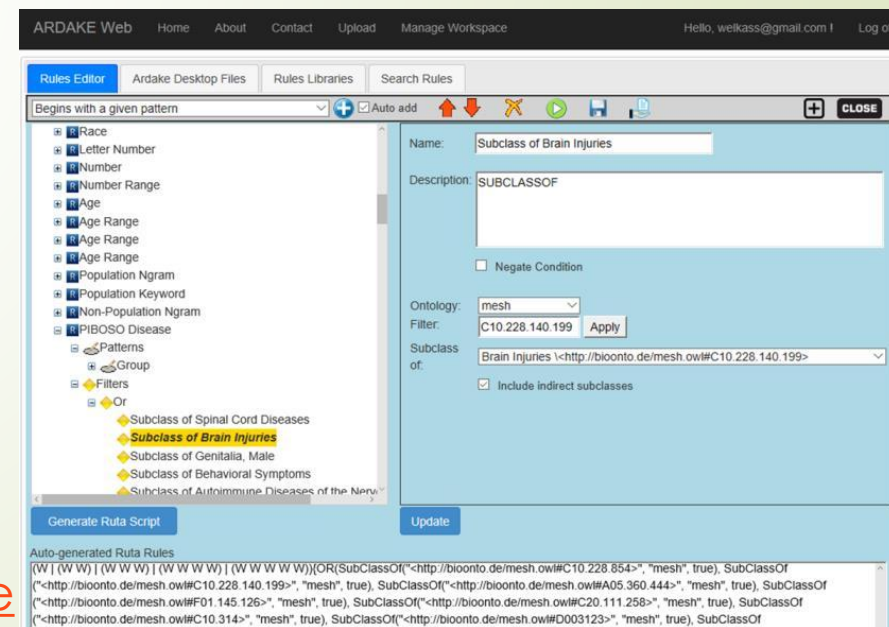 ARDAKE Web Home About Contact Upload Manage Workspace Hello, welkass@gmail.com ! Log o
Rules Editor Ardake Desktop Files Rules Libraries Search Rules
Begins with a given pattern Auto add CLOSE
Race
Letter Number
Number
Number Range
Age
Age Range
Age Range
Age Range
Population Ngram
Population Keyword
Non-Population Ngram
PIBOSO Disease
Patterns
Group
Filters
Or
Subclass of Spinal Cord Diseases
Subclass of Brain Injuries
Subclass of Genitalia, Male
Subclass of Behavioral Symptoms
Subclass of Autoimmune Diseases of the Nerv
Name: Subclass of Brain Injuries
Description: SUBCLASSOF
Negate Condition
Ontology: mesh
Filter: C10.228.140.199 Apply
Subclass of: Brain Injuries \<http://bioonto.de/mesh.owl#C10.228.140.199>
Include indirect subclasses
Generate Ruta Script Update
Auto-generated Ruta Rules
(W | (W W) | (W W W) | (W W W W) | (W W W W W)){OR(SubClassOf("<http://bioonto.de/mesh.owl#C10.228.854>", "mesh", true), SubClassOf
("<http://bioonto.de/mesh.owl#C10.228.140.199>", "mesh", true), SubClassOf("<http://bioonto.de/mesh.owl#A05.360.444>", "mesh", true), SubClassOf
("<http://bioonto.de/mesh.owl#F01.145.126>", "mesh", true), SubClassOf("<http://bioonto.de/mesh.owl#C20.111.258>", "mesh", true), SubClassOf
("<http://bioonto.de/mesh.owl#C10.314>", "mesh", true), SubClassOf("<http://bioonto.de/mesh.owl#D003123>", "mesh", true), SubClassOf
e